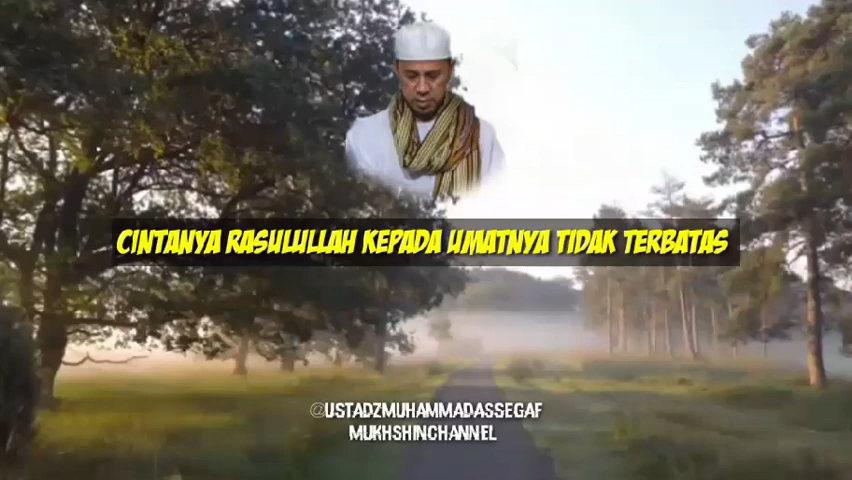 CINTANYA RASULULLAH KEPADA UMATNYA TIDAK TERBATAS
@USTADZMUHAMMADASSEGAF
MUKHSHINCHANNEL